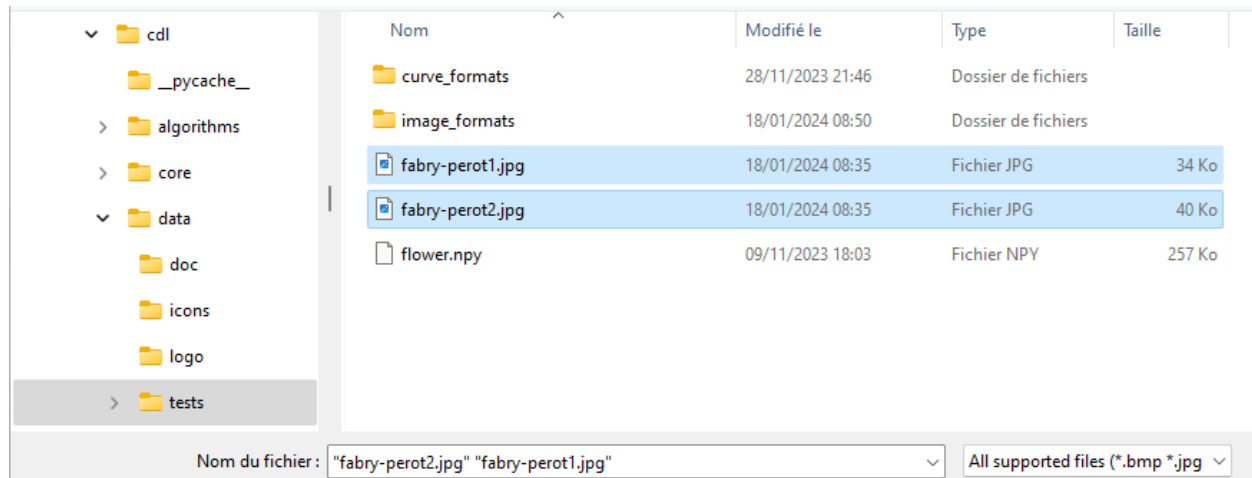 cdl
__pycache__
algorithms
core
data
doc
icons
logo
tests
Nom Modifié le Type Taille
curve_formats 28/11/2023 21:46 Dossier de fichiers
image_formats 18/01/2024 08:50 Dossier de fichiers
fabry-perot1.jpg 18/01/2024 08:35 Fichier JPG 34 Ko
fabry-perot2.jpg 18/01/2024 08:35 Fichier JPG 40 Ko
flower.npy 09/11/2023 18:03 Fichier NPY 257 Ko
Nom du fichier : "fabry-perot2.jpg" "fabry-perot1.jpg" All supported files (*.bmp *.jpg